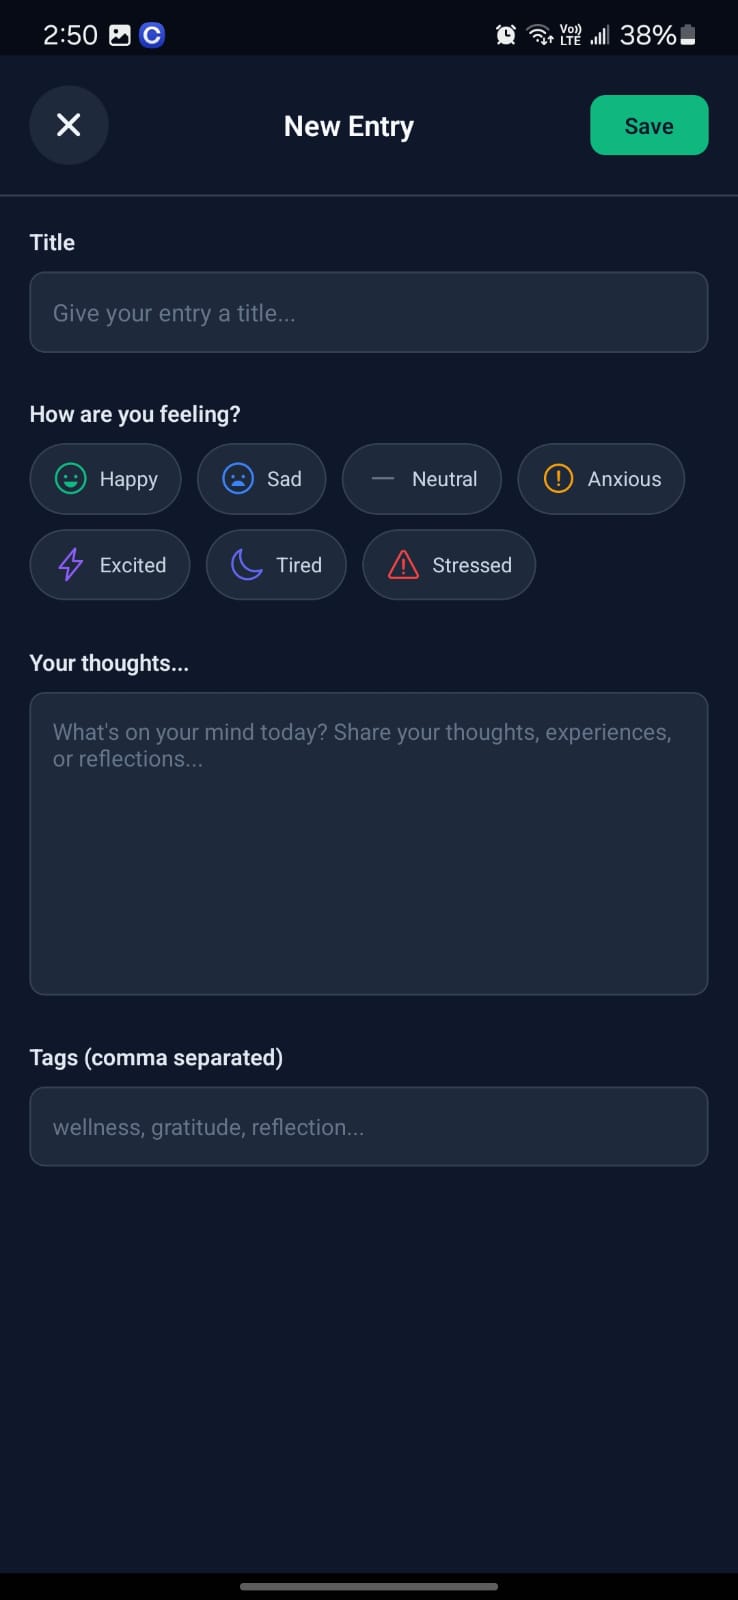 2:50 C Vo)) LTE 38%
New Entry
Save
Title
Give your entry a title...
How are you feeling?
Happy Sad Neutral Anxious
Excited Tired Stressed
Your thoughts...
What's on your mind today? Share your thoughts, experiences,
or reflections...
Tags (comma separated)
wellness, gratitude, reflection...